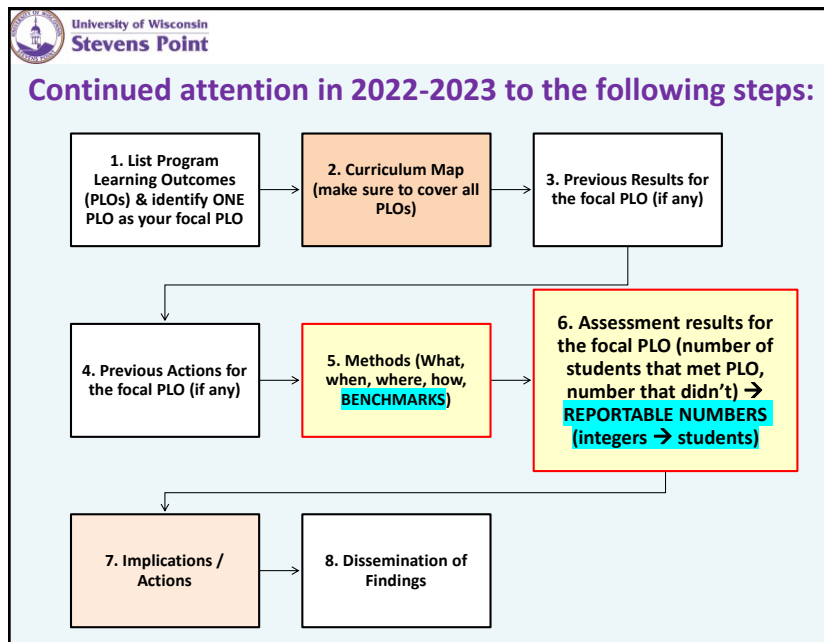 University of Wisconsin
Stevens Point
Continued attention in 2022-2023 to the following steps:
1. List Program
Learning Outcomes
(PLOs) & identify ONE
PLO as your focal PLO
2. Curriculum Map
(make sure to cover all
PLOs)
3. Previous Results for
the focal PLO (if any)
4. Previous Actions for
the focal PLO (if any)
5. Methods (What,
when, where, how,
BENCHMARKS)
6. Assessment results for
the focal PLO (number of
students that met PLO,
number that didn't) →
REPORTABLE NUMBERS
(integers → students)
7. Implications /
Actions
8. Dissemination of
Findings